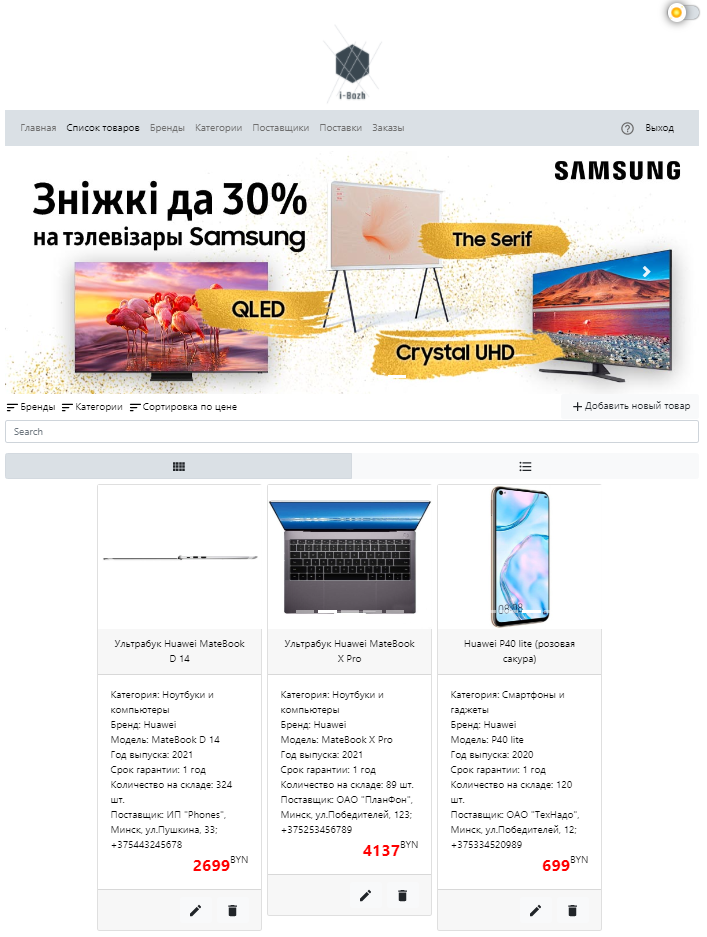 i-Bozh
Главная Список товаров Бренды Категории Поставщики Поставки Заказы Выход
SAMSUNG
Зніжкі да 30%
на тэлевізары Samsung
The Serif
QLED
Crystal UHD
Бренды Категории Сортировка по цене Добавить новый товар
Search
Ультрабук Huawei MateBook
D 14
Категория: Ноутбуки и
компьютеры
Бренд: Huawei
Модель: MateBook D 14
Год выпуска: 2021
Срок гарантии: 1 год
Количество на складе: 324
шт.
Поставщик: ИП "Phones",
Минск, ул.Пушкина, 33;
+375443245678
2699BYN
Ультрабук Huawei MateBook
X Pro
Категория: Ноутбуки и
компьютеры
Бренд: Huawei
Модель: MateBook X Pro
Год выпуска: 2021
Срок гарантии: 1 год
Количество на складе: 89 шт.
Поставщик: ОАО "ПланФон",
Минск, ул.Победителей, 123;
+375253456789
4137BYN
08:08
Huawei P40 lite (розовая
сакура)
Категория: Смартфоны и
гаджеты
Бренд: Huawei
Модель: P40 lite
Год выпуска: 2020
Срок гарантии: 1 год
Количество на складе: 120
шт.
Поставщик: ОАО "ТехНадо",
Минск, ул.Победителей, 12;
+375334520989
699BYN